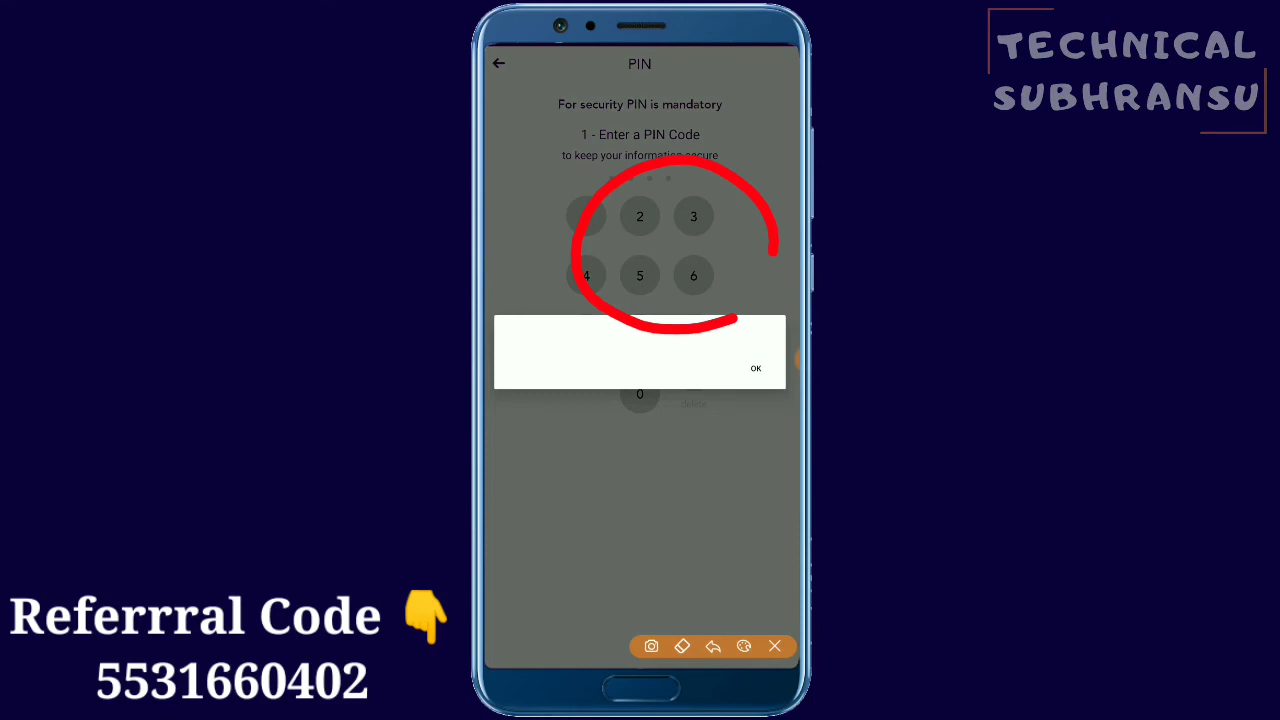 TECHNICAL
SUBHRANSU
PIN
For security PIN is mandatory
1 - Enter a PIN Code
to keep your information secure
2 3
4 5 6
OK
0 delete
Referrral Code 👇
5531660402